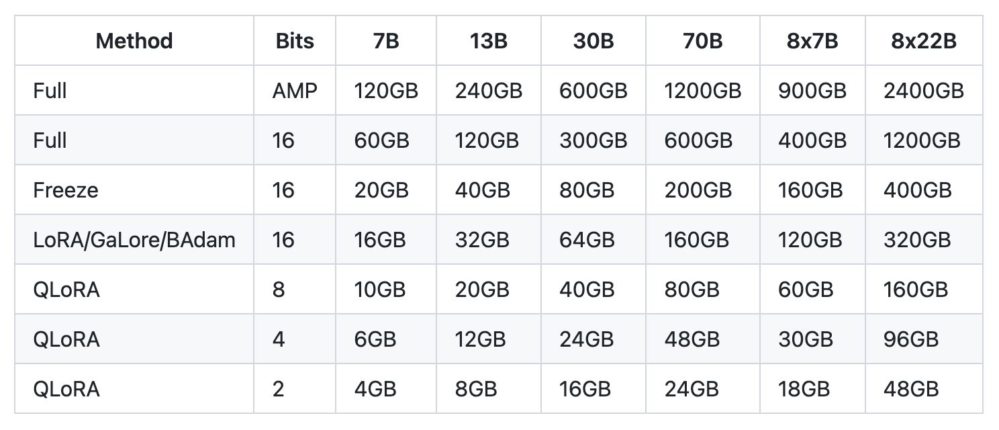 Method Bits 7B 13B 30B 70B 8x7B 8x22B
Full AMP 120GB 240GB 600GB 1200GB 900GB 2400GB
Full 16 60GB 120GB 300GB 600GB 400GB 1200GB
Freeze 16 20GB 40GB 80GB 200GB 160GB 400GB
LoRA/GaLore/BAdam 16 16GB 32GB 64GB 160GB 120GB 320GB
QLoRA 8 10GB 20GB 40GB 80GB 60GB 160GB
QLoRA 4 6GB 12GB 24GB 48GB 30GB 96GB
QLoRA 2 4GB 8GB 16GB 24GB 18GB 48GB